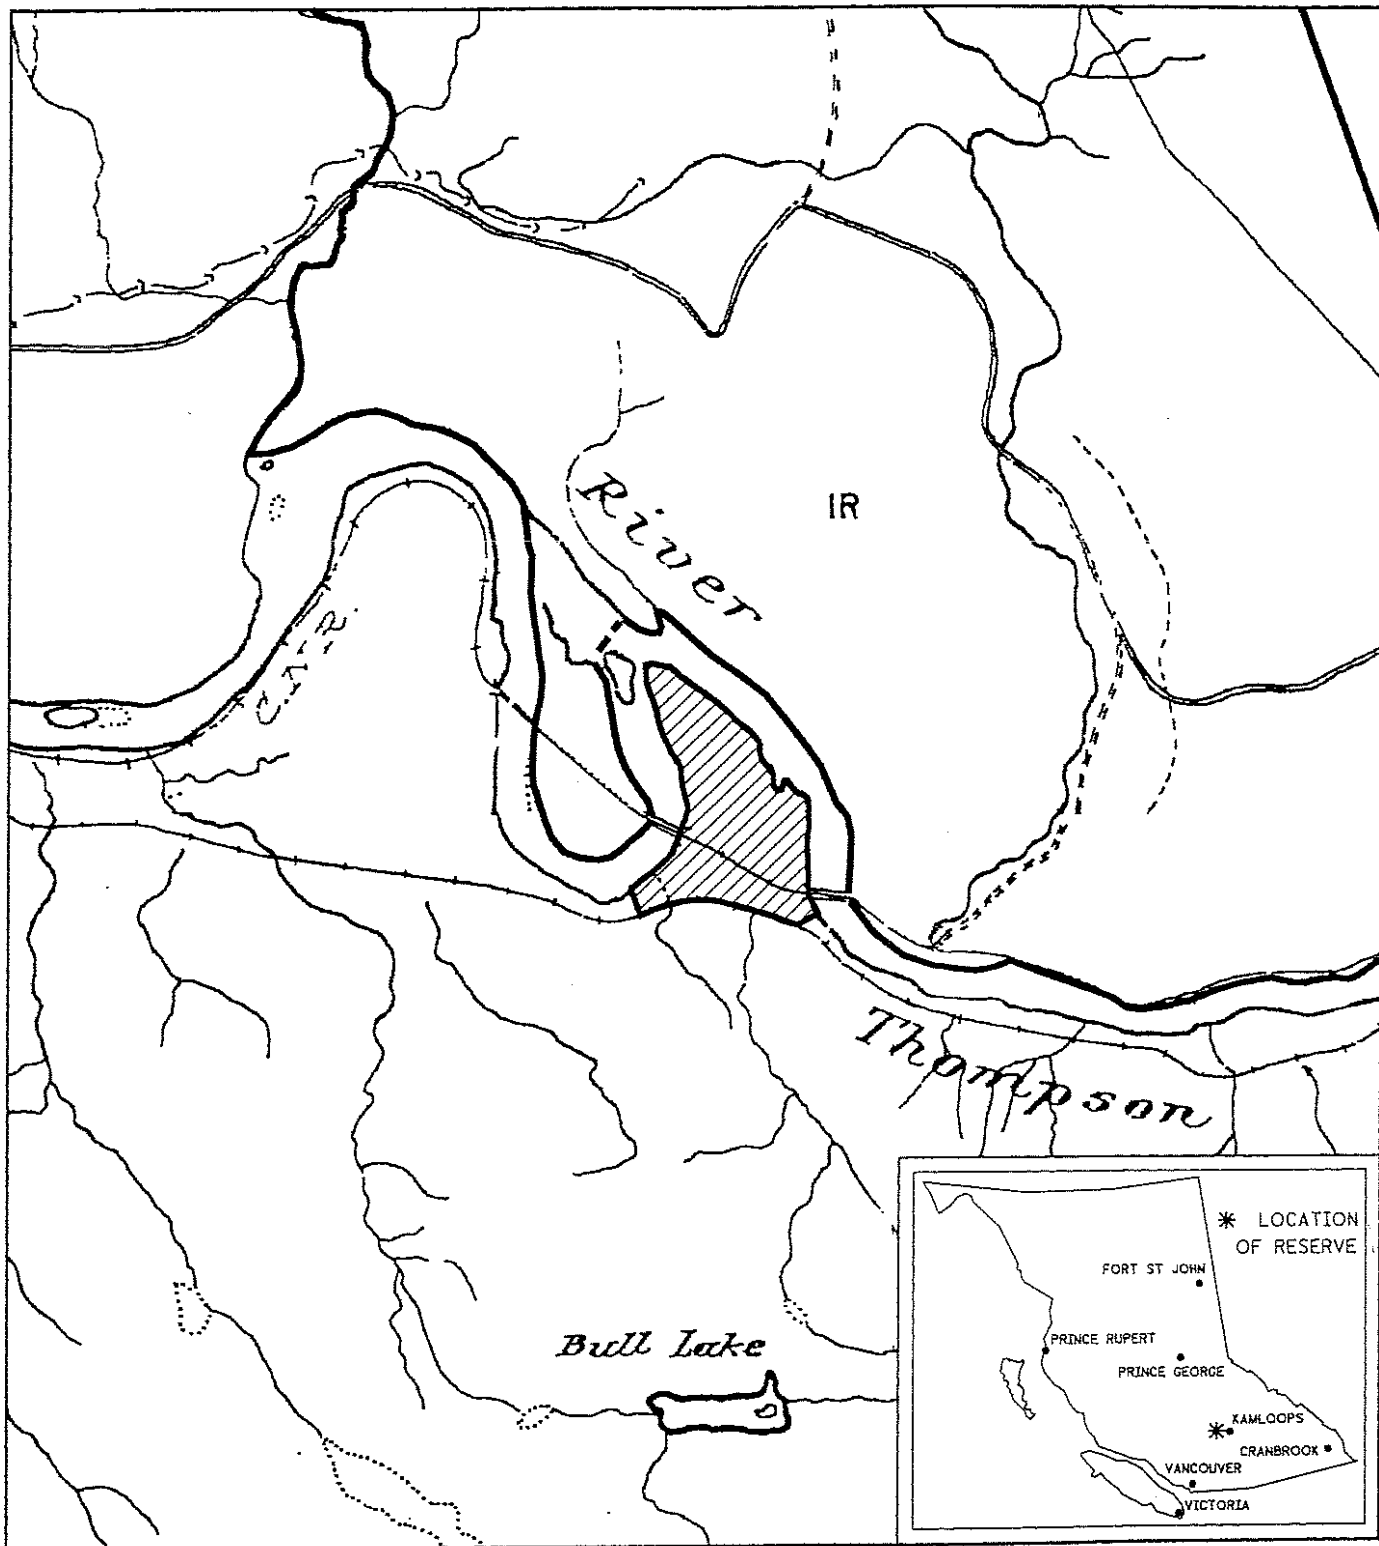 River
IR
C.N.R.
Thompson
Bull Lake
LOCATION
OF RESERVE
FORT ST JOHN
PRINCE RUPERT
PRINCE GEORGE
KAMLOOPS
CRANBROOK
VANCOUVER
VICTORIA